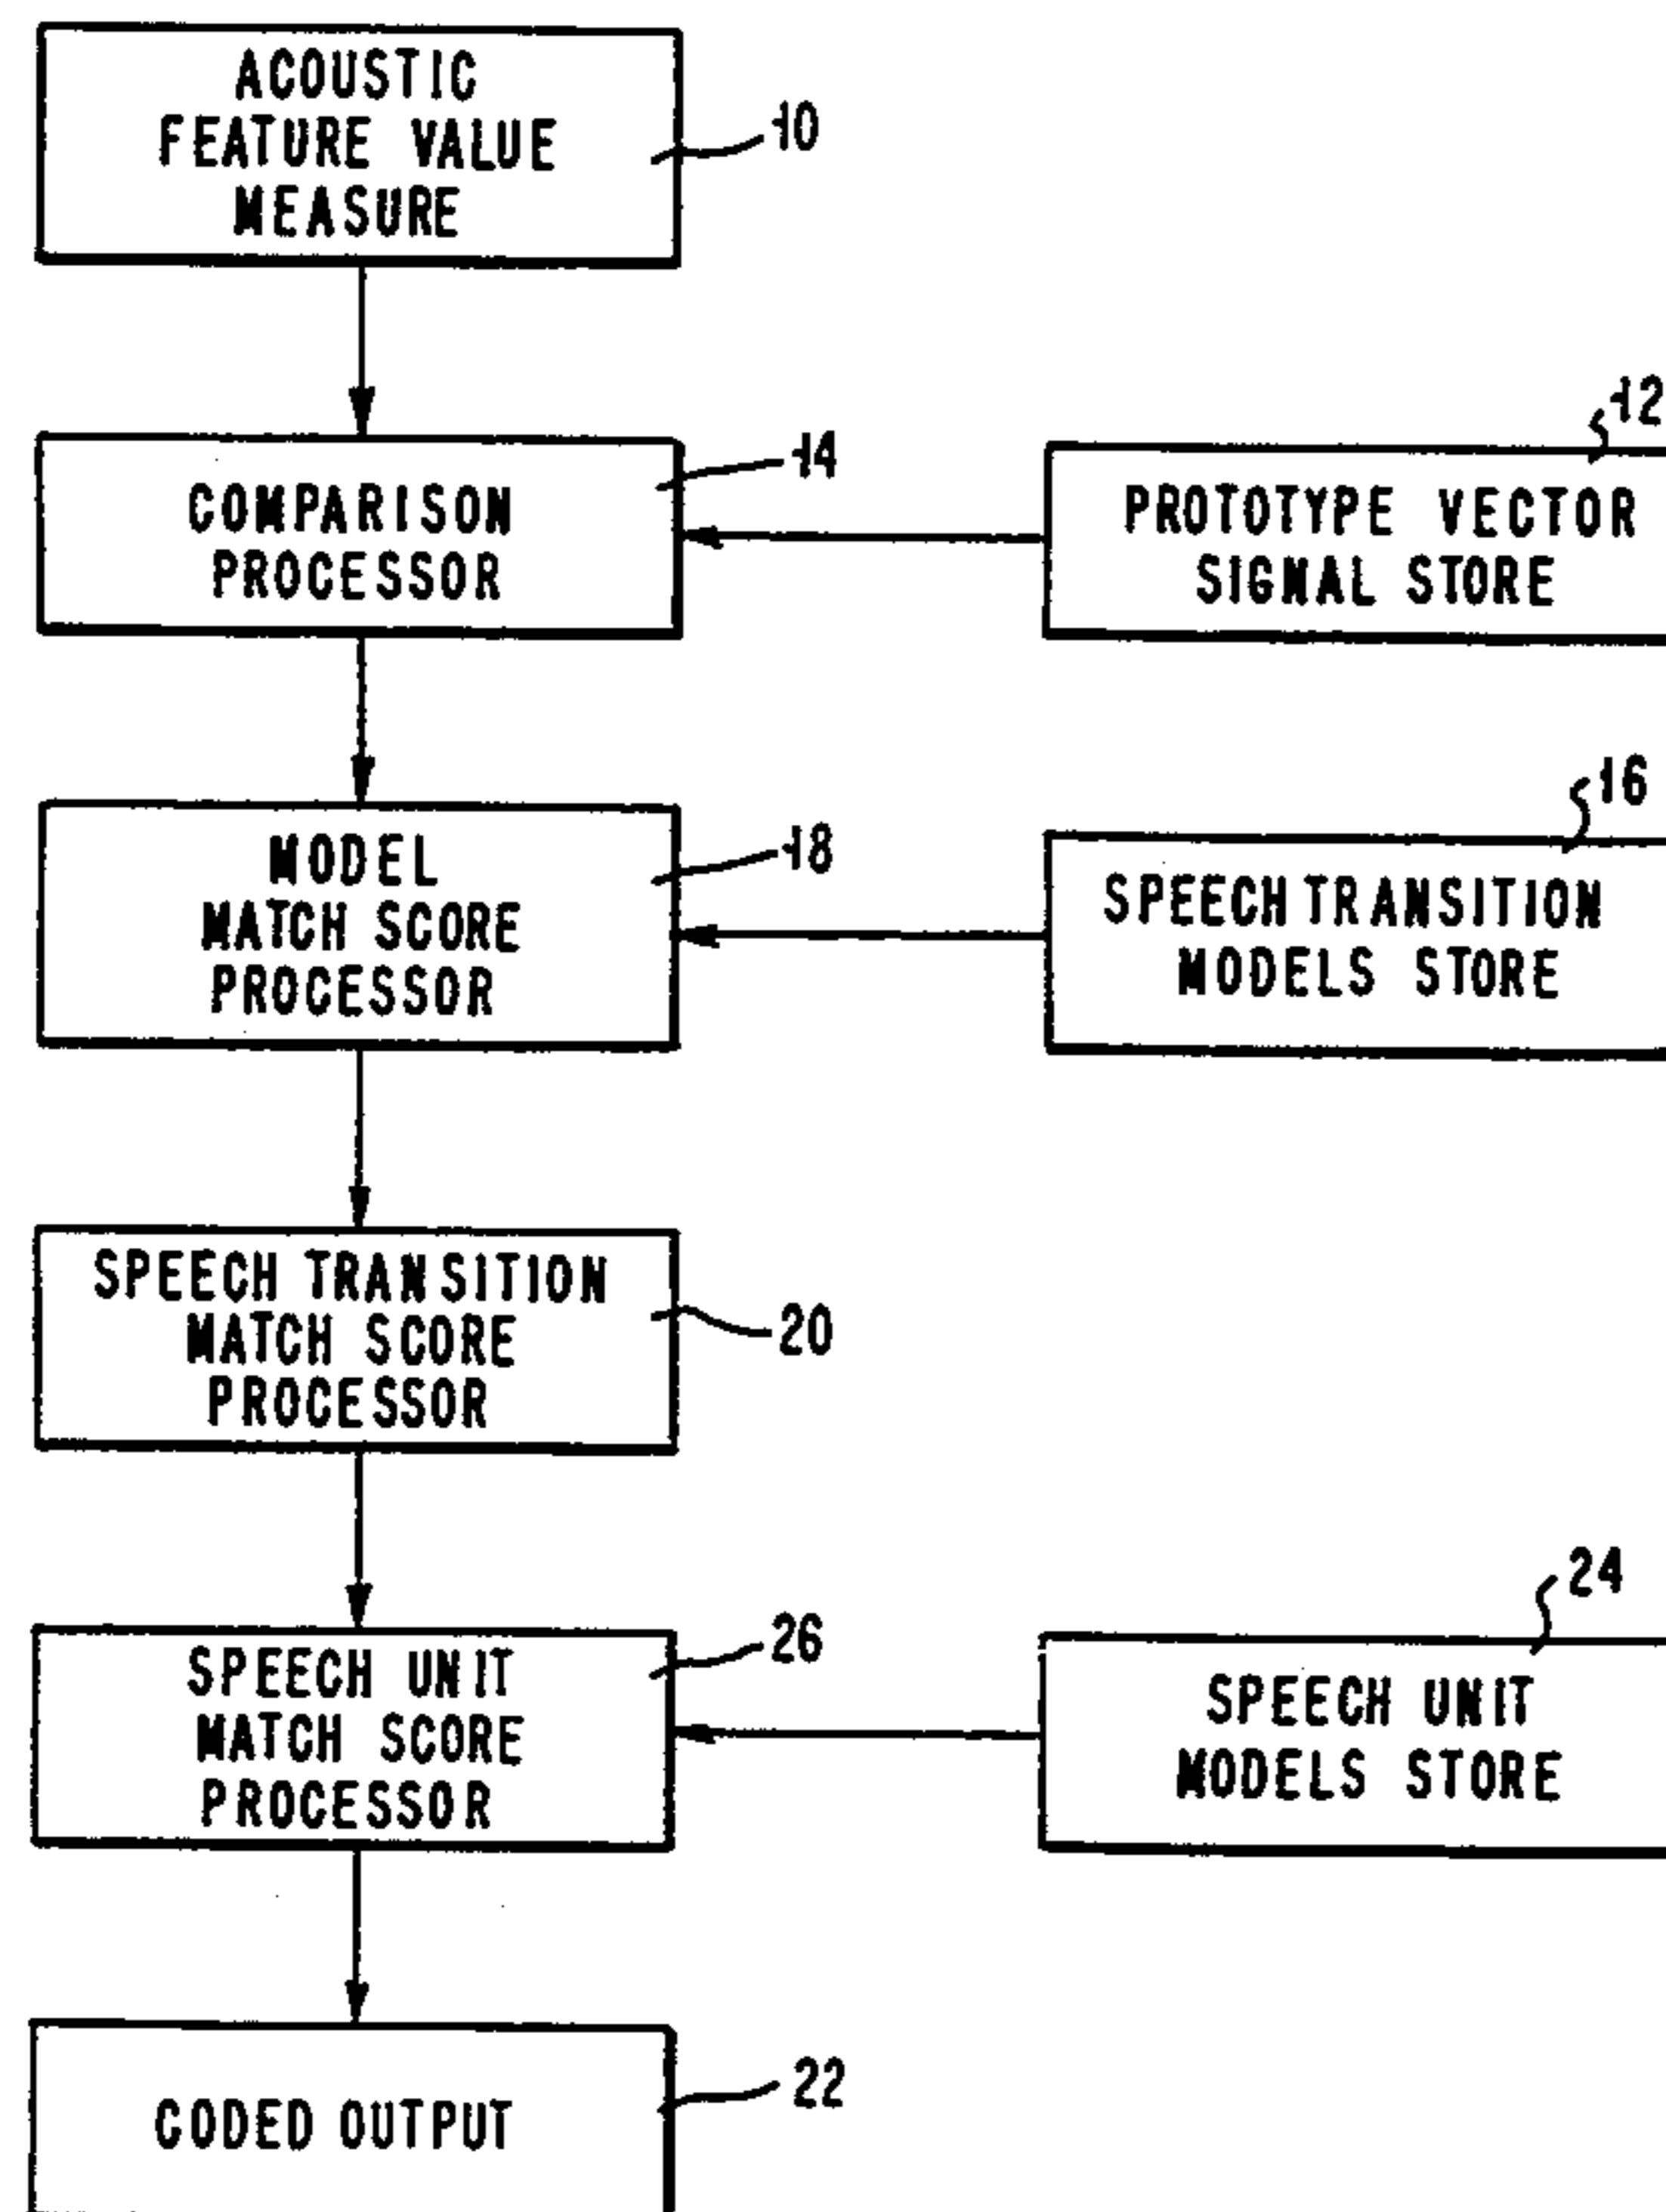 ACOUSTIC
FEATURE VALUE
MEASURE
10
12
14
COMPARISON
PROCESSOR
PROTOTYPE VECTOR
SIGNAL STORE
16
18
MODEL
MATCH SCORE
PROCESSOR
SPEECH TRANSITION
MODELS STORE
SPEECH TRANSITION
MATCH SCORE
PROCESSOR
20
24
26
SPEECH UNIT
MATCH SCORE
PROCESSOR
SPEECH UNIT
MODELS STORE
22
CODED OUTPUT